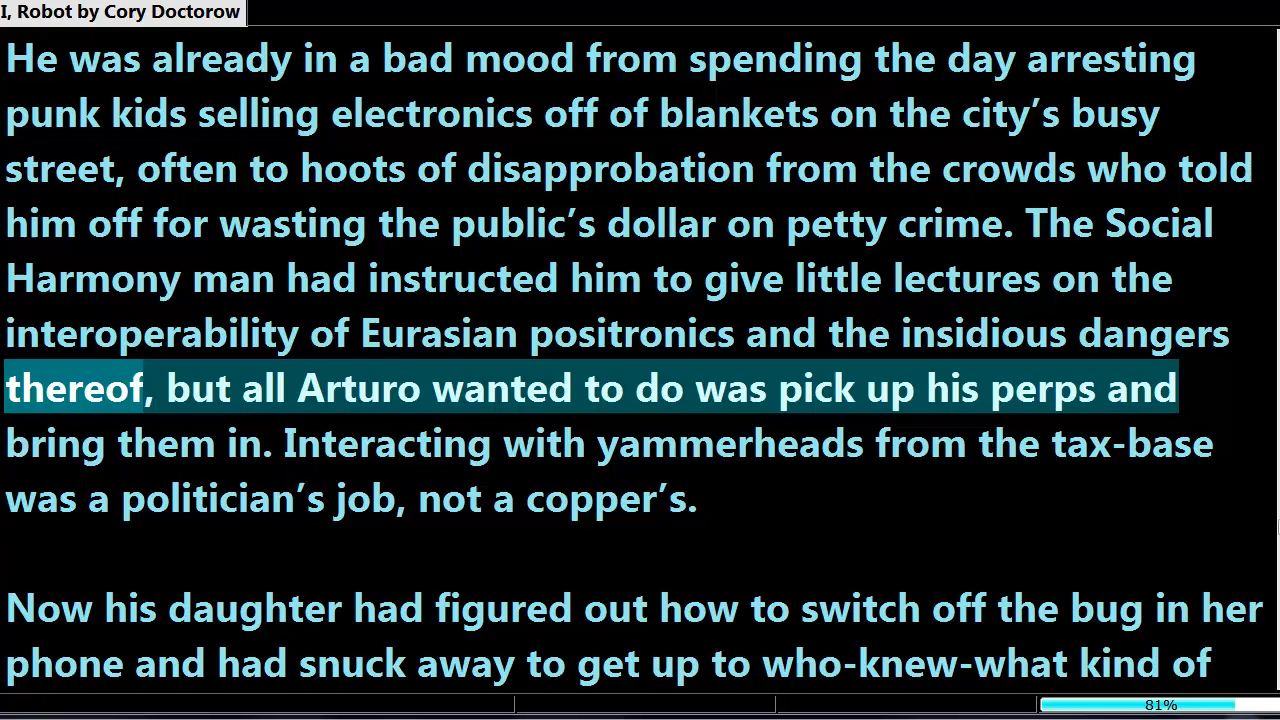 I, Robot by Cory Doctorow
He was already in a bad mood from spending the day arresting
punk kids selling electronics off of blankets on the city’s busy
street, often to hoots of disapprobation from the crowds who told
him off for wasting the public’s dollar on petty crime. The Social
Harmony man had instructed him to give little lectures on the
interoperability of Eurasian positronics and the insidious dangers
thereof, but all Arturo wanted to do was pick up his perps and
bring them in. Interacting with yammerheads from the tax-base
was a politician’s job, not a copper’s.
Now his daughter had figured out how to switch off the bug in her
phone and had snuck away to get up to who-knew-what kind of
81%